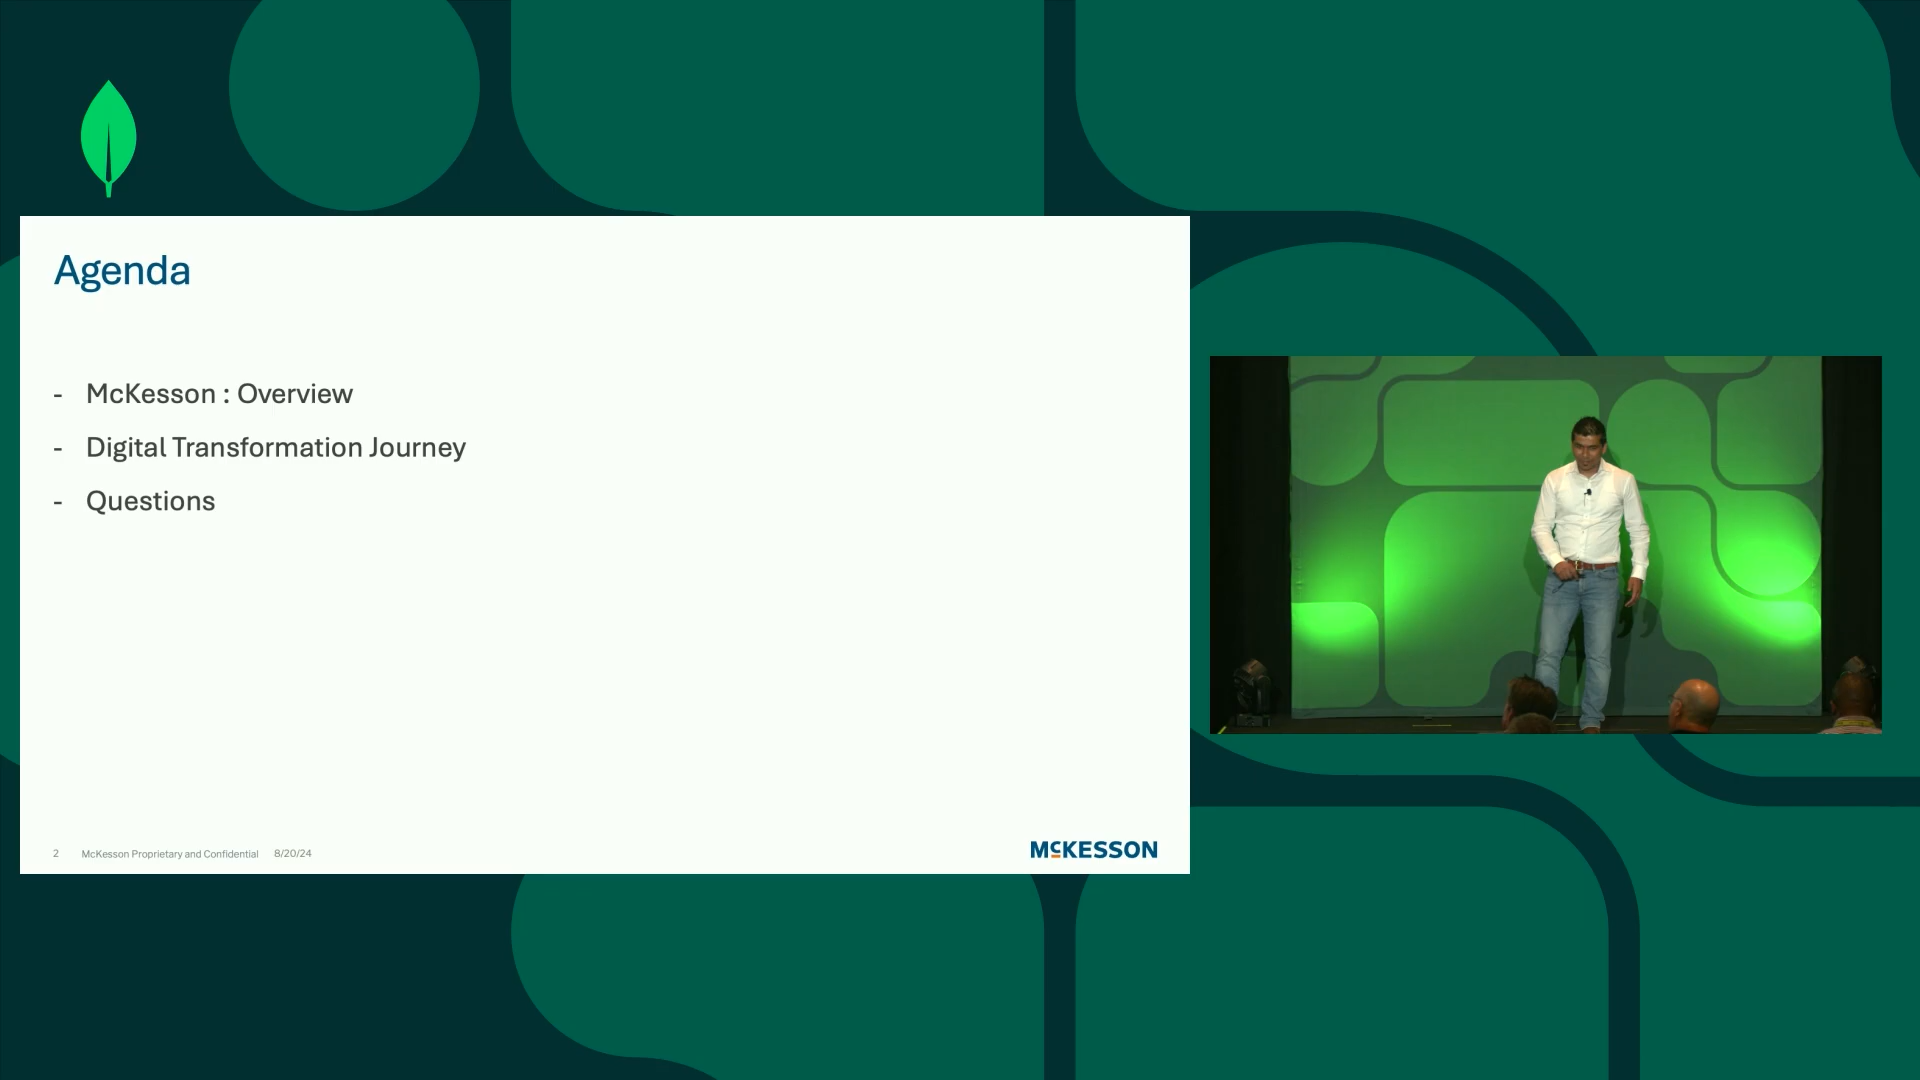 Agenda
- McKesson : Overview
- Digital Transformation Journey
- Questions
2 McKesson Proprietary and Confidential 8/20/24
MCKESSON